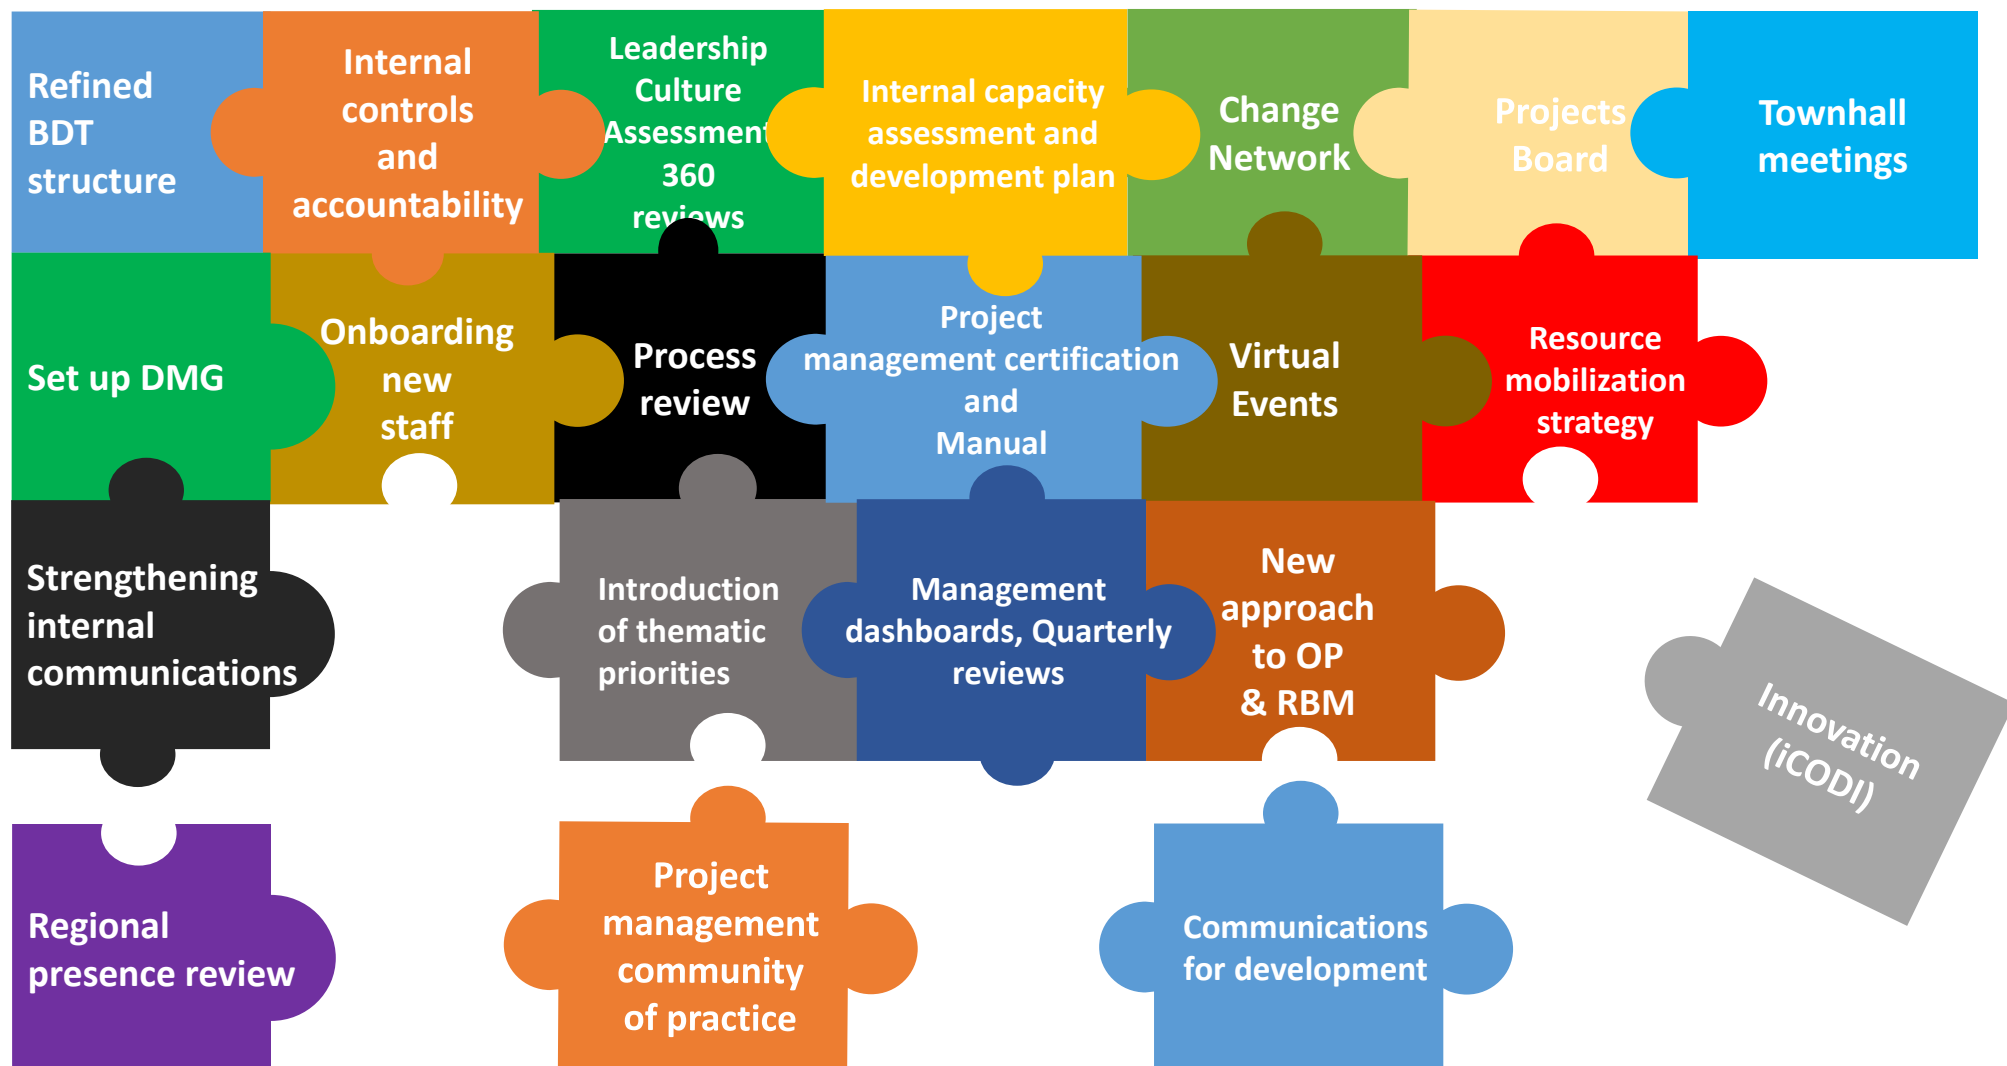 Refined
BDT
structure
Internal
controls
and
accountability
Leadership
Culture
Assessment
360
reviews
Internal capacity
assessment and
development plan
Change
Network
Projects
Board
Townhall
meetings
Set up DMG
Onboarding
new
staff
Process
review
Project
management certification
and
Manual
Virtual
Events
Resource
mobilization
strategy
Strengthening
internal
communications
Introduction
of thematic
priorities
Management
dashboards, Quarterly
reviews
New
approach
to OP
& RBM
Innovation
(iCODI)
Regional
presence review
Project
management
community
of practice
Communications
for development